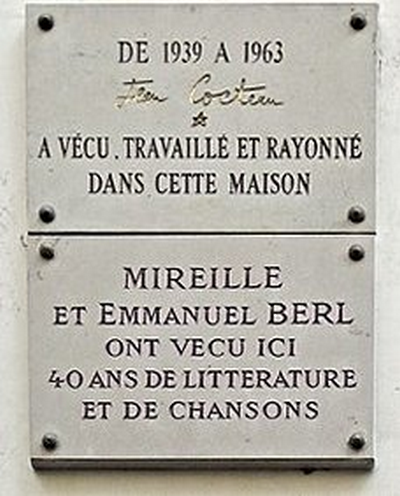 DE 1939 A 1963
Jean Cocteau
A VÉCU . TRAVAILLÉ ET RAYONNÉ
DANS CETTE MAISON
MIREILLE
ET EMMANUEL BERL
ONT VECU ICI
40 ANS DE LITTERATURE
ET DE CHANSONS